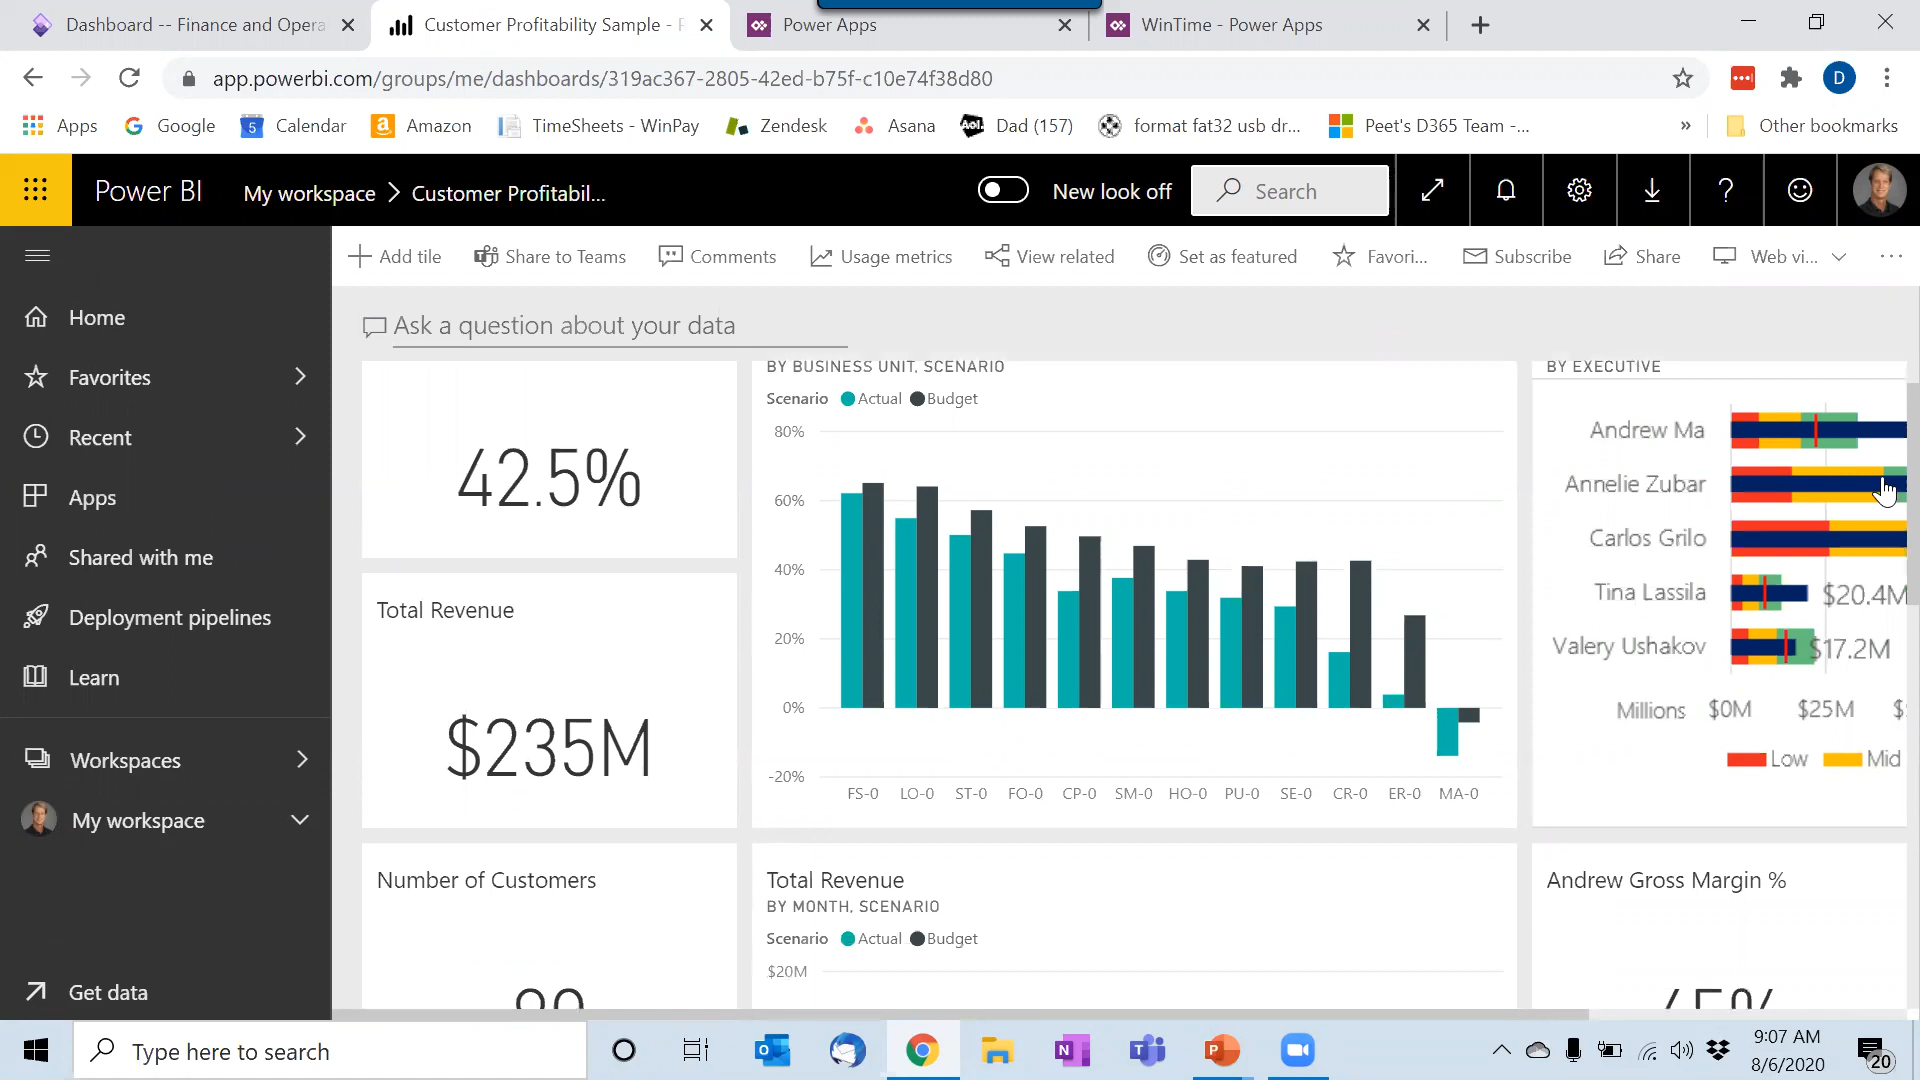 Dashboard -- Finance and Opera
Customer Profitability Sample - P
Power Apps
WinTime - Power Apps
app.powerbi.com/groups/me/dashboards/319ac367-2805-42ed-b75f-c10e74f38d80
D
Apps
Google
5
Calendar
Amazon
TimeSheets - WinPay
Zendesk
Asana
Aol.
Dad (157)
format fat32 usb dr...
Peet's D365 Team -...
»
Other bookmarks
Power BI
My workspace > Customer Profitabil...
New look off
Search
Add tile
Share to Teams
Comments
Usage metrics
View related
Set as featured
Favori...
Subscribe
Share
Web vi...
Home
Favorites
Recent
Apps
Shared with me
Deployment pipelines
Learn
Workspaces
My workspace
Get data
Ask a question about your data
42.5%
Total Revenue
$235M
Number of Customers
BY BUSINESS UNIT, SCENARIO
Scenario Actual Budget
80%
60%
40%
20%
0%
-20%
FS-0 LO-0 ST-0 FO-0 CP-0 SM-0 HO-0 PU-0 SE-0 CR-0 ER-0 MA-0
Total Revenue
BY MONTH, SCENARIO
Scenario Actual Budget
$20M
BY EXECUTIVE
Andrew Ma
Annelie Zubar
Carlos Grilo
Tina Lassila $20.4M
Valery Ushakov $17.2M
Millions $0M $25M
Low Mid
Andrew Gross Margin %
Type here to search
9:07 AM
8/6/2020
20